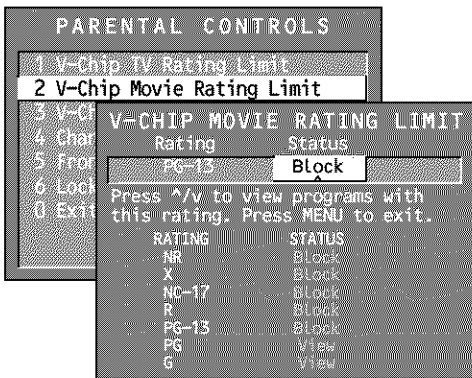 PARENTAL CONTROLS
1 V-Chip TV Rating Limit
2 V-Chip Movie Rating Limit
3 V-Ch
4 Chan
5 Fron
6 Lock
0 Exit
V-CHIP MOVIE RATING LIMIT
Rating Status
PG-13 Block
Press ^/v to view programs with
this rating. Press MENU to exit.
RATING STATUS
NR Block
X Block
NC-17 Block
R Block
PG-13 Block
PG View
G View